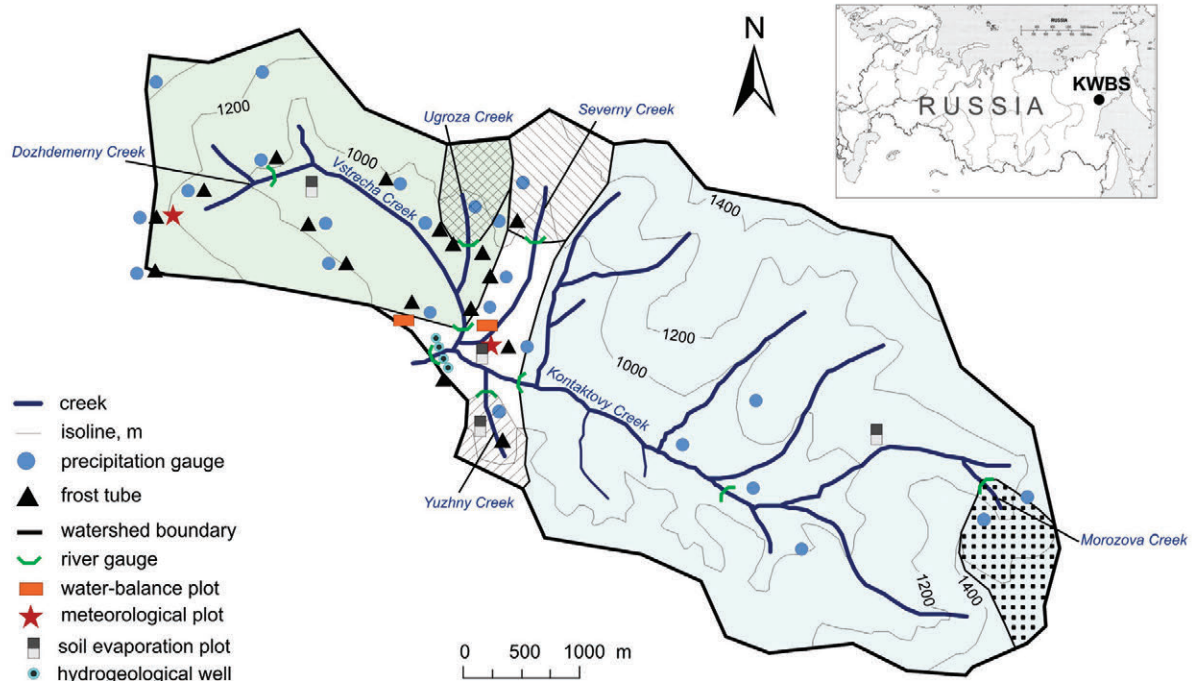 N
RUSSIA
KWBS
RUSSIA
Ugroza Creek
Severny Creek
1200
Dozhdemerny Creek
1000
Vstrecha Creek
1400
1200
1000
Kontaktovy Creek
creek
isoline, m
precipitation gauge
frost tube
watershed boundary
river gauge
water-balance plot
meteorological plot
soil evaporation plot
hydrogeological well
Yuzhny Creek
Morozova Creek
1200
1400
0 500 1000 m